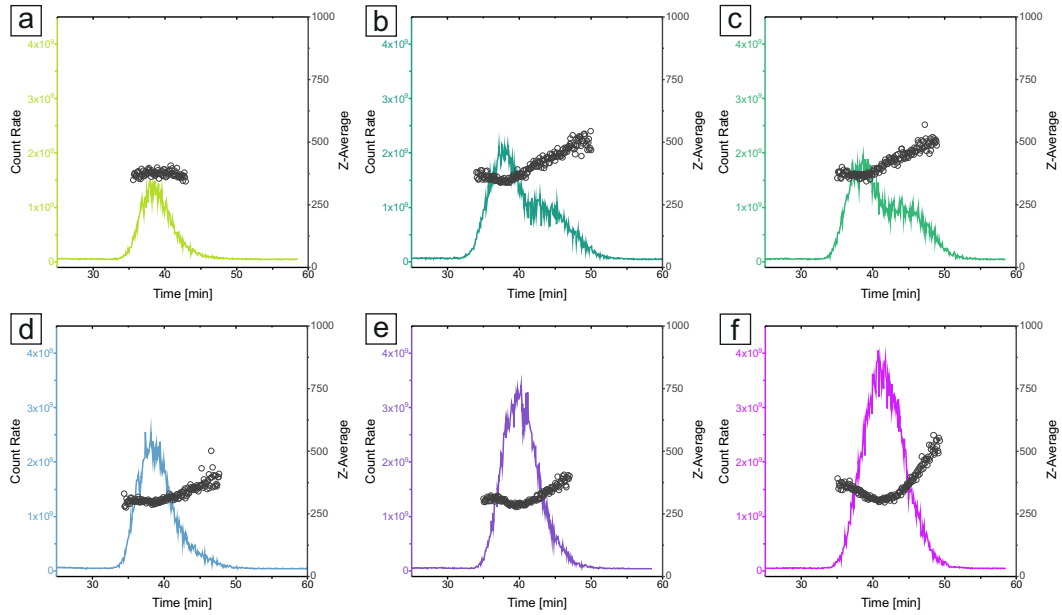 a
b
c
1000
750
500
250
0
4x10⁹
3x10⁹
2x10⁹
1x10⁹
0
Count Rate
Z-Average
30
40
50
60
Time [min]
1000
750
500
250
0
4x10⁹
3x10⁹
2x10⁹
1x10⁹
0
Count Rate
Z-Average
30
40
50
60
Time [min]
1000
750
500
250
0
4x10⁹
3x10⁹
2x10⁹
1x10⁹
0
Count Rate
Z-Average
30
40
50
60
Time [min]
d
e
f
1000
750
500
250
0
4x10⁹
3x10⁹
2x10⁹
1x10⁹
0
Count Rate
Z-Average
30
40
50
60
Time [min]
1000
750
500
250
0
4x10⁹
3x10⁹
2x10⁹
1x10⁹
0
Count Rate
Z-Average
30
40
50
60
Time [min]
1000
750
500
250
0
4x10⁹
3x10⁹
2x10⁹
1x10⁹
0
Count Rate
Z-Average
30
40
50
60
Time [min]